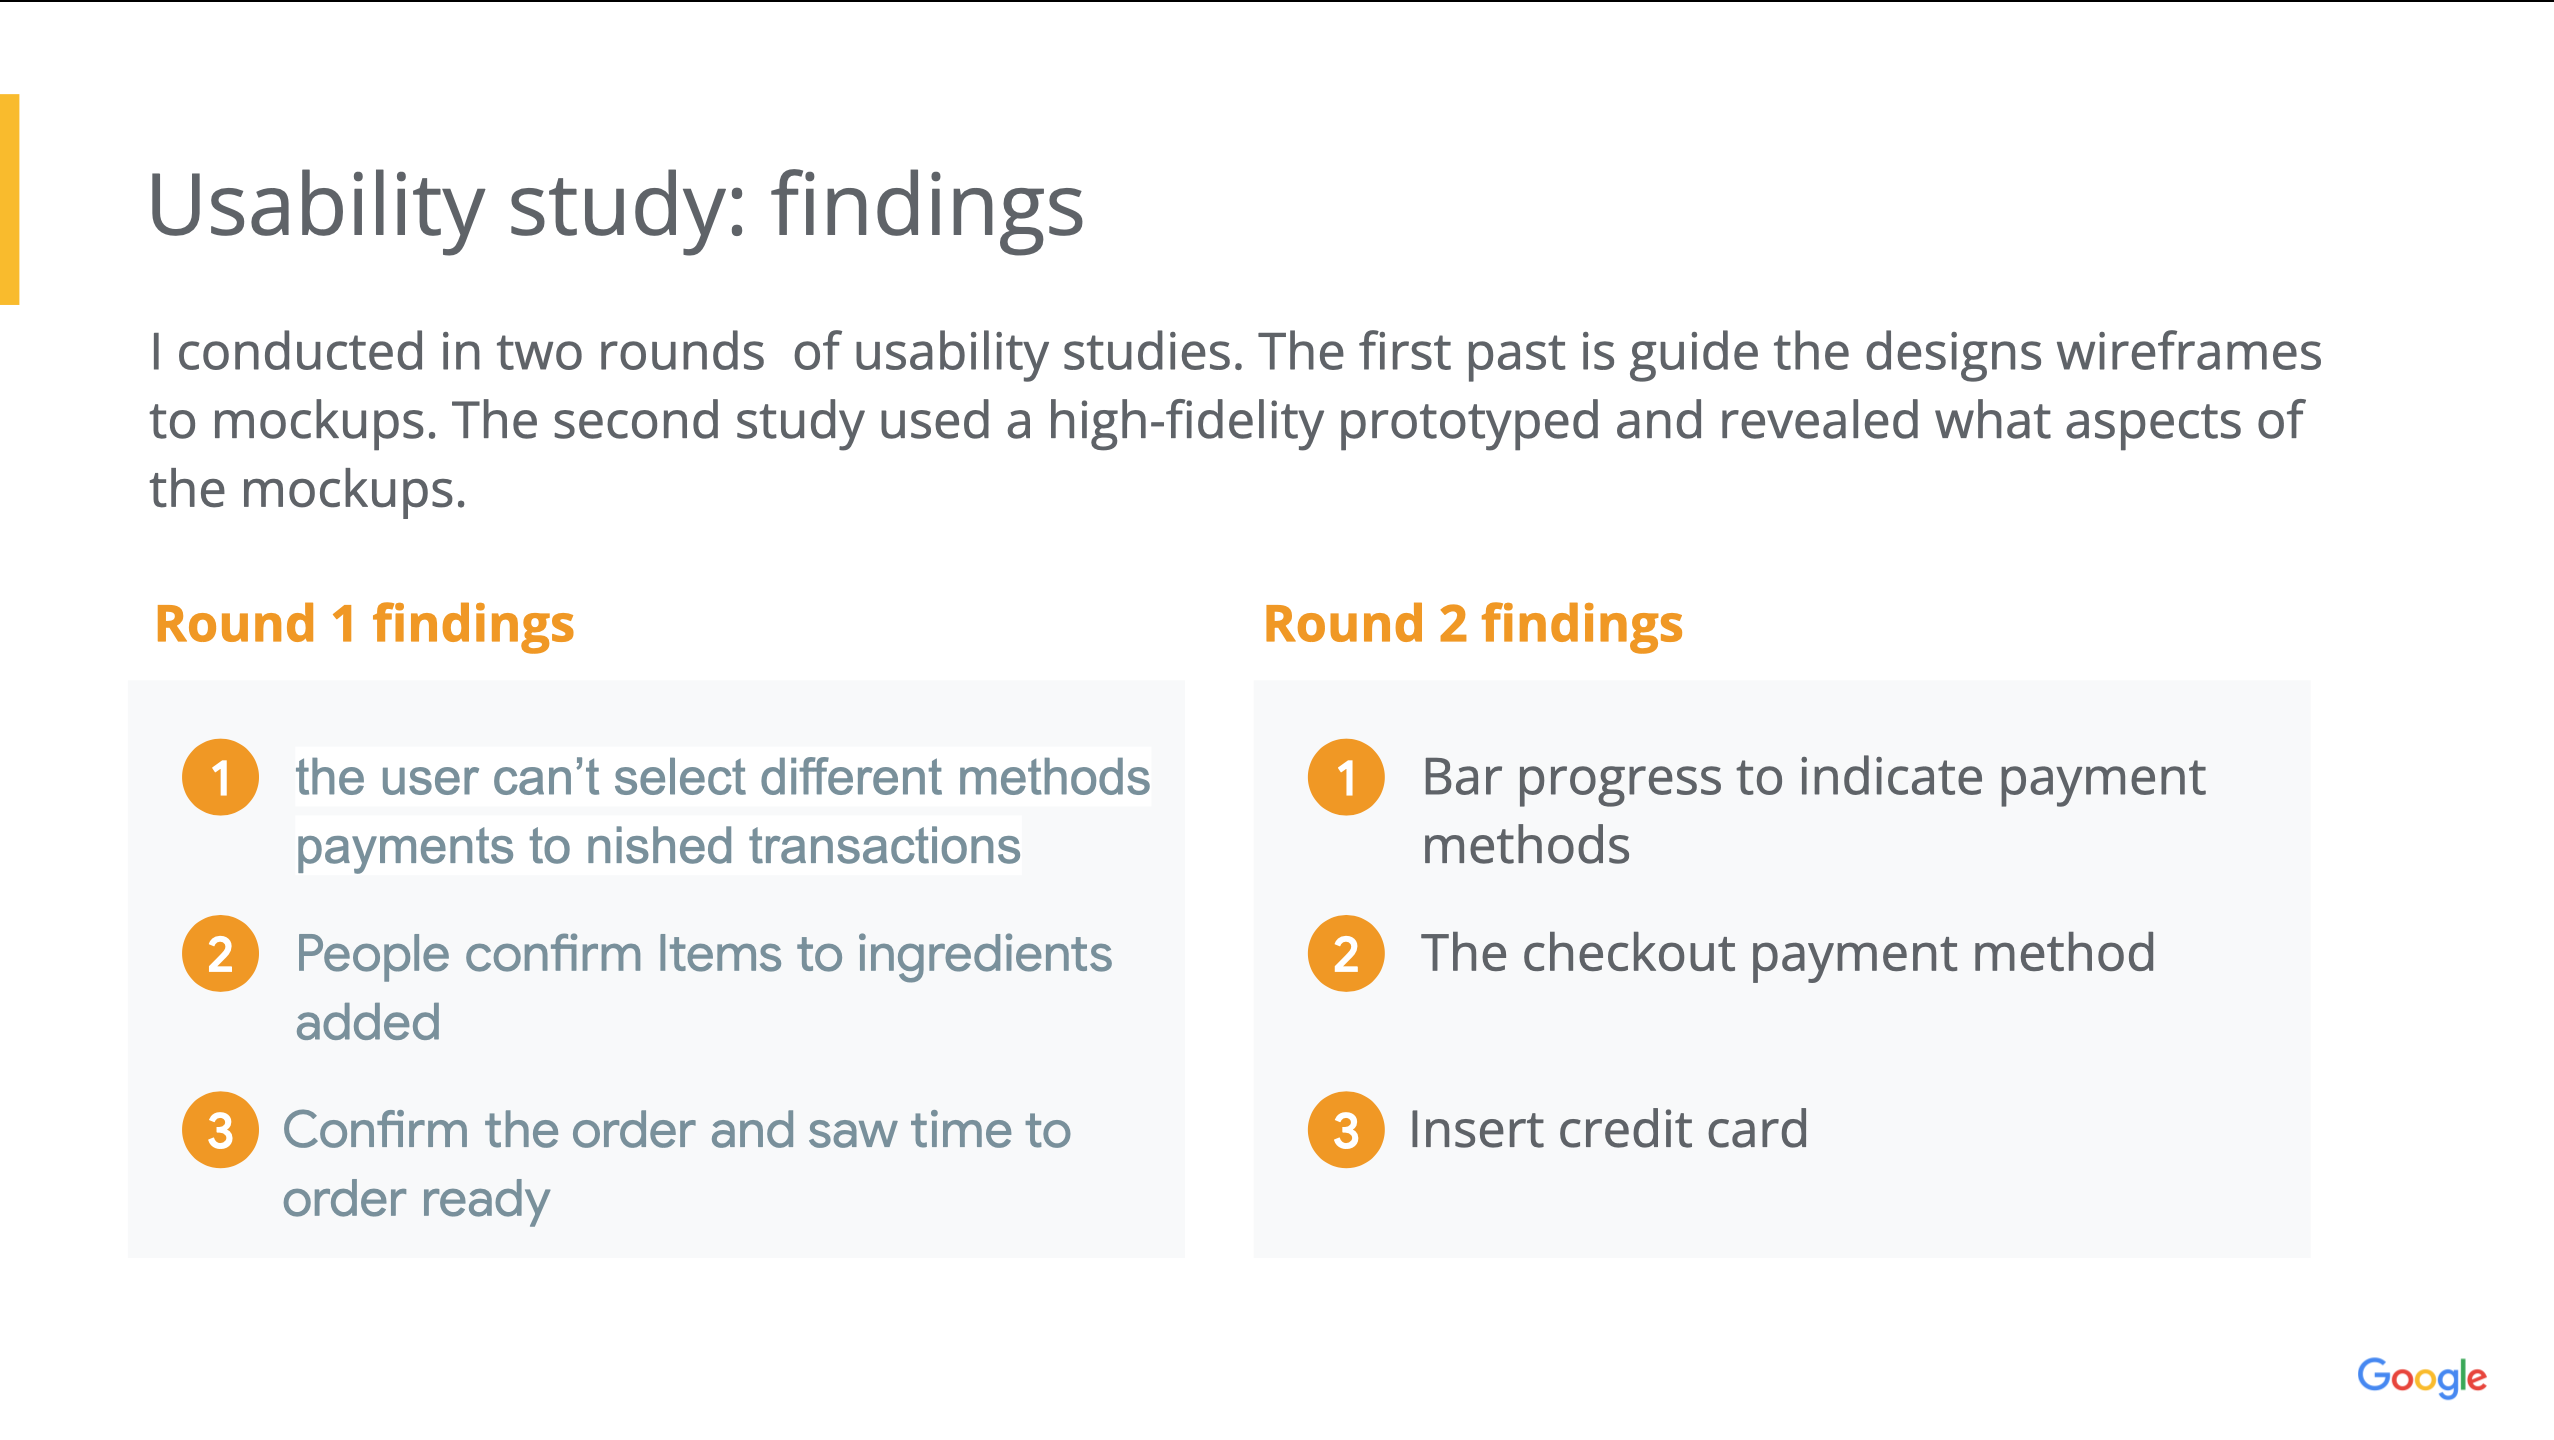 Usability study: findings
I conducted in two rounds  of usability studies. The first past is guide the designs wireframes
to mockups. The second study used a high-fidelity prototyped and revealed what aspects of
the mockups.
Round 1 findings
1 the user can’t select different methods
payments to nished transactions
2 People confirm Items to ingredients
added
3 Confirm the order and saw time to
order ready
Round 2 findings
1 Bar progress to indicate payment
methods
2 The checkout payment method
3 Insert credit card
Google